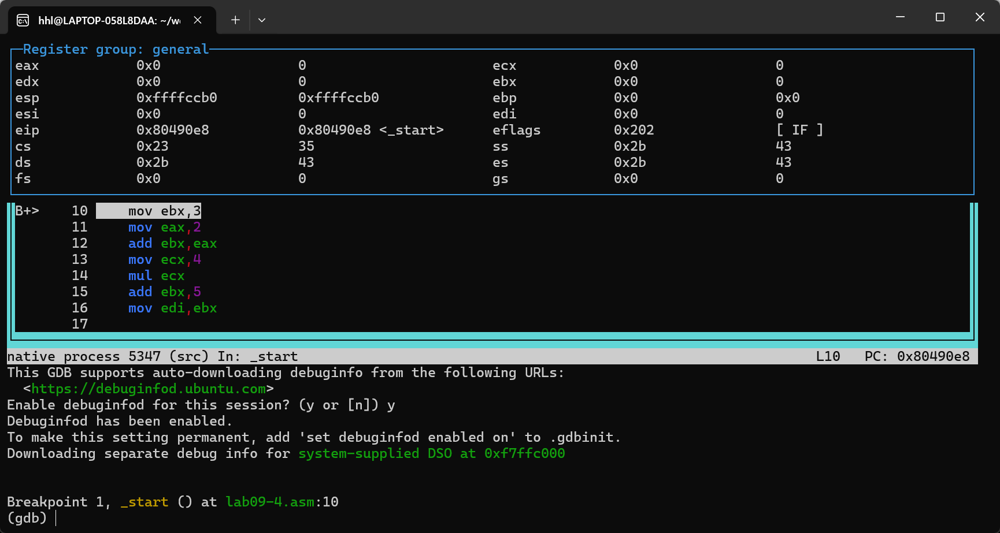 hhl@LAPTOP-058L8DAA: ~/w
Register group: general
eax 0x0 0 ecx 0x0 0
edx 0x0 0 ebx 0x0 0
esp 0xffffccb0 0xffffccb0 ebp 0x0 0x0
esi 0x0 0 edi 0x0 0
eip 0x80490e8 0x80490e8 <_start> eflags 0x202 [ IF ]
cs 0x23 35 ss 0x2b 43
ds 0x2b 43 es 0x2b 43
fs 0x0 0 gs 0x0 0
B+> 10 mov ebx,3
11 mov eax,2
12 add ebx,eax
13 mov ecx,4
14 mul ecx
15 add ebx,5
16 mov edi,ebx
17
native process 5347 (src) In: _start L10 PC: 0x80490e8
This GDB supports auto-downloading debuginfo from the following URLs:
<https://debuginfod.ubuntu.com>
Enable debuginfod for this session? (y or [n]) y
Debuginfod has been enabled.
To make this setting permanent, add 'set debuginfod enabled on' to .gdbinit.
Downloading separate debug info for system-supplied DSO at 0xf7ffc000
Breakpoint 1, _start () at lab09-4.asm:10
(gdb)